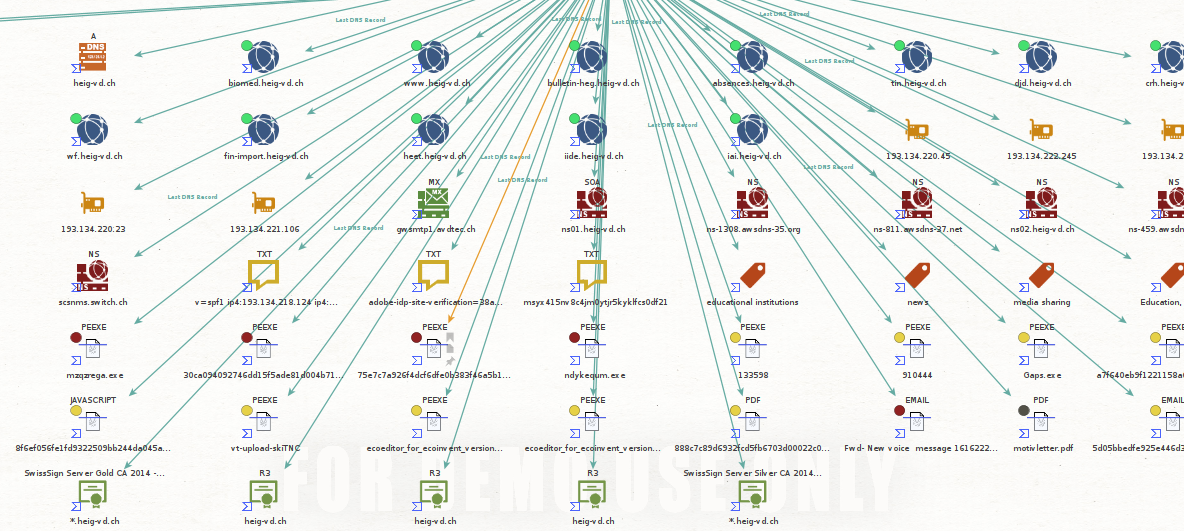 Last DNS Record Last DNS Record Last DNS Record Last DNS Record
A
DNS
heig-vd.ch biomed.heig-vd.ch www.heig-vd.ch bulletin-heg.heig-vd.ch absences.heig-vd.ch tin.heig-vd.ch djd.heig-vd.ch crh.heig-v
Last DNS Record
Last DNS Record
wf.heig-vd.ch fin-import.heig-vd.ch heet.heig-vd.ch iide.heig-vd.ch iai.heig-vd.ch 193.134.220.45 193.134.222.245 193.134.2
Last DNS Record
Last DNS Record
Last DNS Record
MX SOA NS NS NS NS
Last DNS Record
193.134.220.23 193.134.221.106 gwsmtp1.avdtec.ch ns01.heig-vd.ch ns-1308.awsdns-35.org ns-811.awsdns-37.net ns02.heig-vd.ch ns-459.awsd
Last DNS Record
NS TXT TXT TXT
scsnms.switch.ch v=spf1 ip4:193.134.218.124 ip4:... adobe-idp-site-verification=38a... msyx415nv8c4jm0ytjr5kyklfcs0df21 educational institutions news media sharing Education,
PEEXE PEEXE PEEXE PEEXE PEEXE PEEXE PEEXE PEEXE
mzqzrega.exe 30ca094092746dd15f5ade81d004b71... 75e7c7a926f4dcf6dfe0b383f46a5b1... ndykequm.exe 133598 910444 Gaps.exe a7f640eb9f1221158a
JAVASCRIPT PEEXE PEEXE PEEXE PDF EMAIL PDF EMAIL
8f6ef056fe1fd9322509bb244da045a... vt-upload-skiTNC ecoeditor_for_ecoinvent_version... ecoeditor_for_ecoinvent_version... 888c7c89d6932fcd5fb6703d00022c0... Fwd- New voice message 1616222... motivletter.pdf 5d05bbedfa925e446d3
SwissSign Server Gold CA 2014 -... R3 R3 R3 SwissSign Server Silver CA 2014...
*.heig-vd.ch heig-vd.ch heig-vd.ch heig-vd.ch *.heig-vd.ch
FOR DEMO USE ONLY